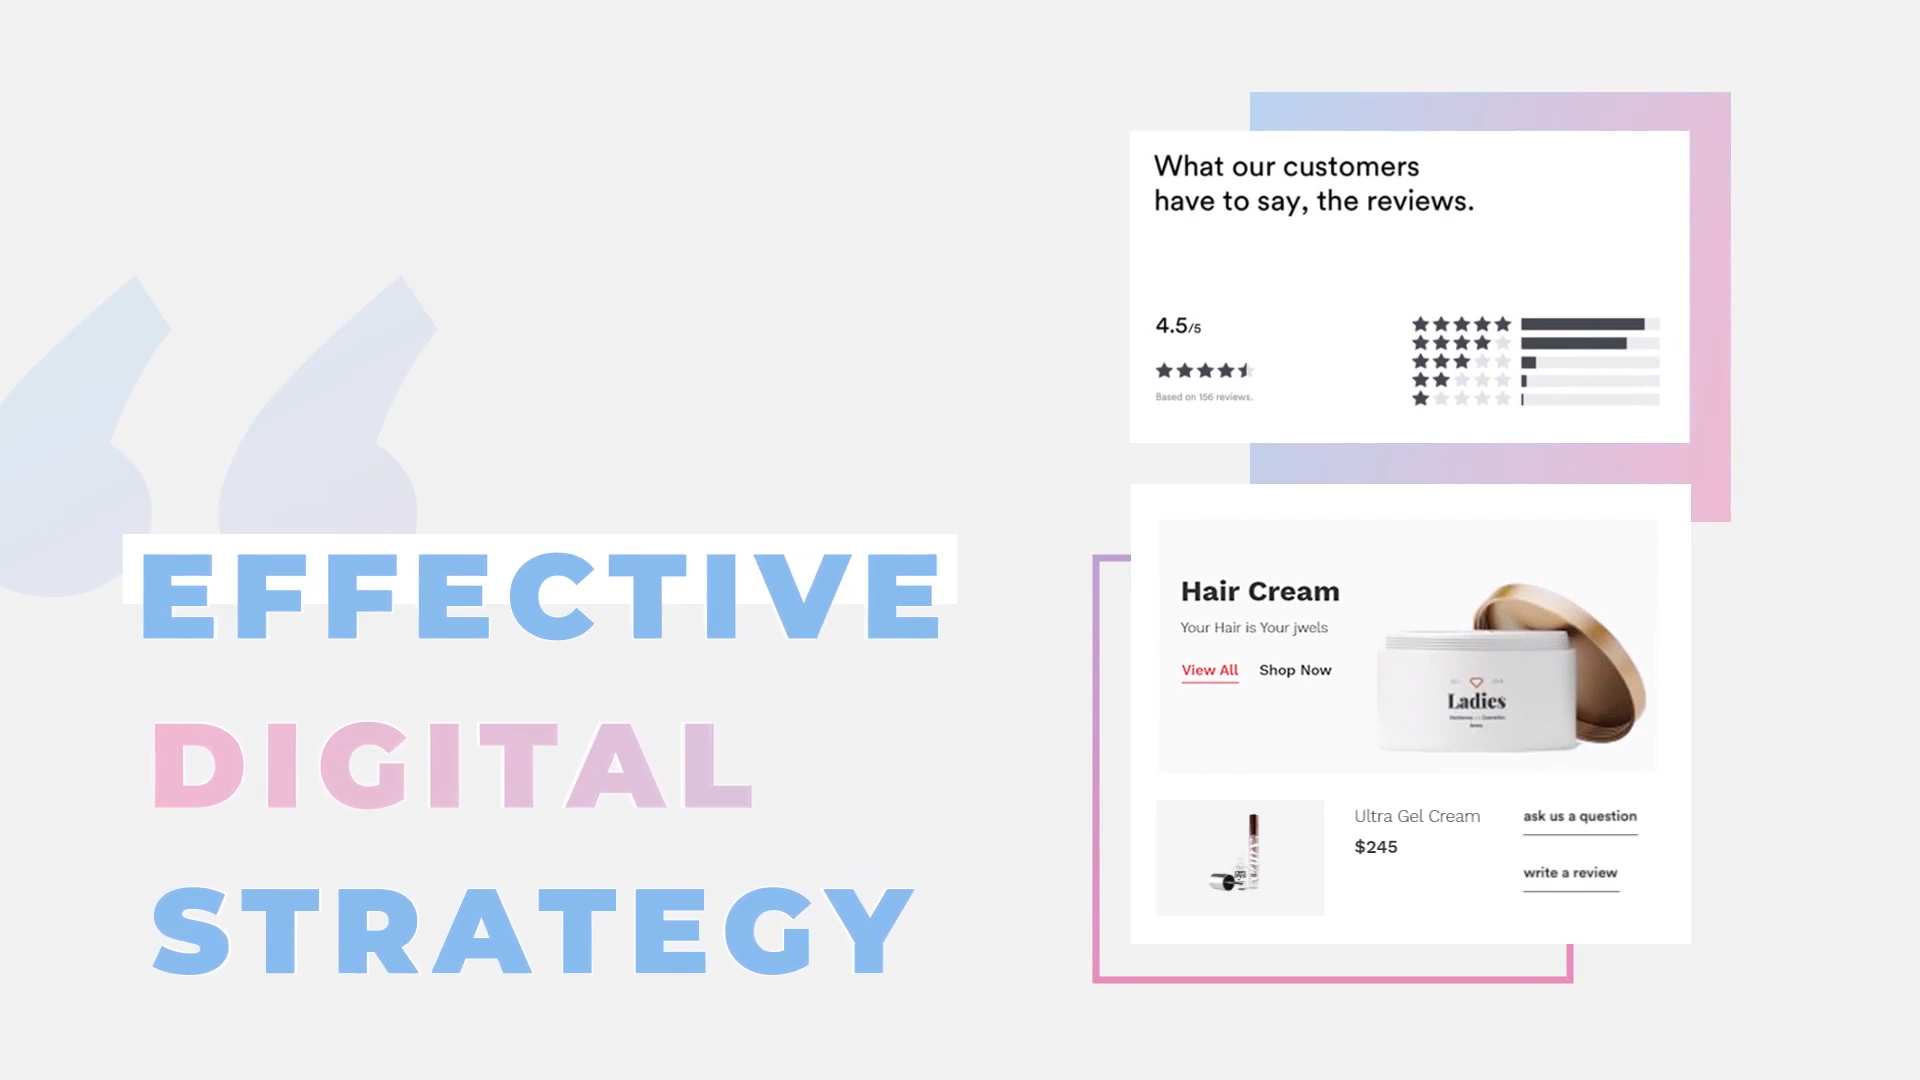 EFFECTIVE
DIGITAL
STRATEGY
What our customers
have to say, the reviews.
4.5/5
Based on 156 reviews.
Hair Cream
Your Hair is Your jwels
View All Shop Now
Ladies
Ultra Gel Cream
$245
ask us a question
write a review